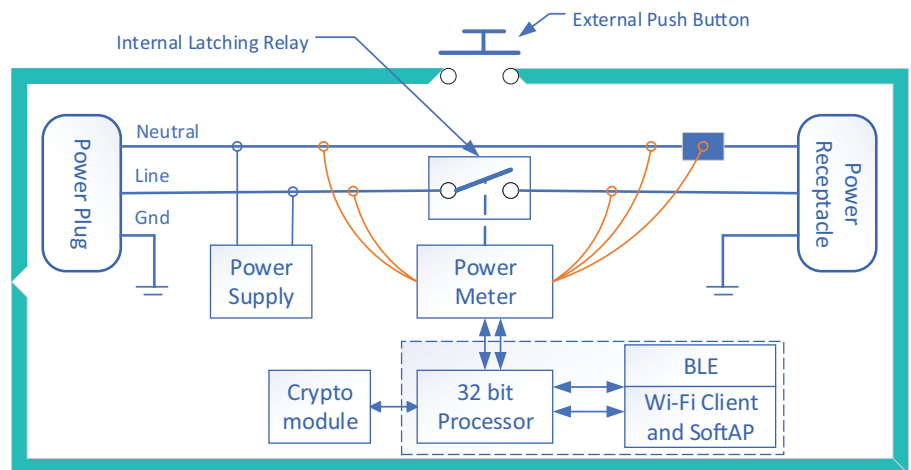 External Push Button
Internal Latching Relay
Neutral
Line
Gnd
Power Plug
Power
Receptacle
Power
Supply
Power
Meter
Crypto
module
32 bit
Processor
BLE
Wi-Fi Client
and SoftAP